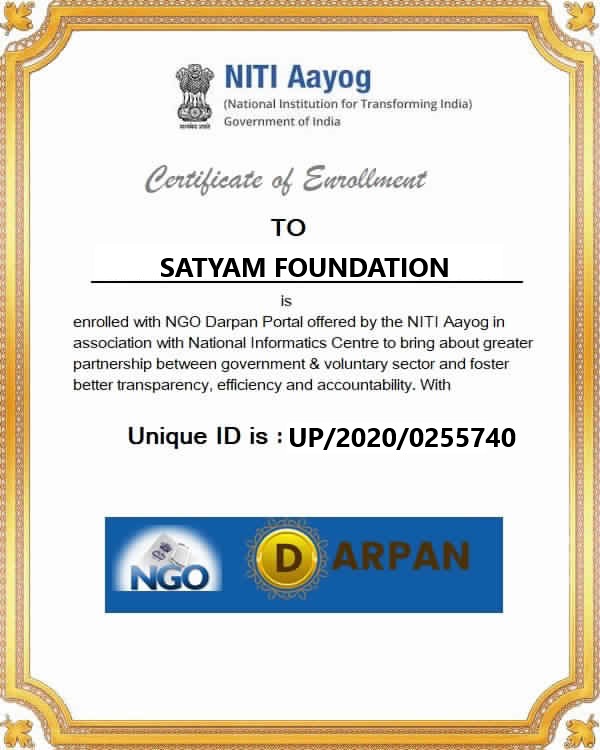 NITI Aayog
(National Institution for Transforming India)
Government of India
Certificate of Enrollment
TO
SATYAM FOUNDATION
is
enrolled with NGO Darpan Portal offered by the NITI Aayog in
association with National Informatics Centre to bring about greater
partnership between government & voluntary sector and foster
better transparency, efficiency and accountability. With
Unique ID is : UP/2020/0255740
NGO DARPAN